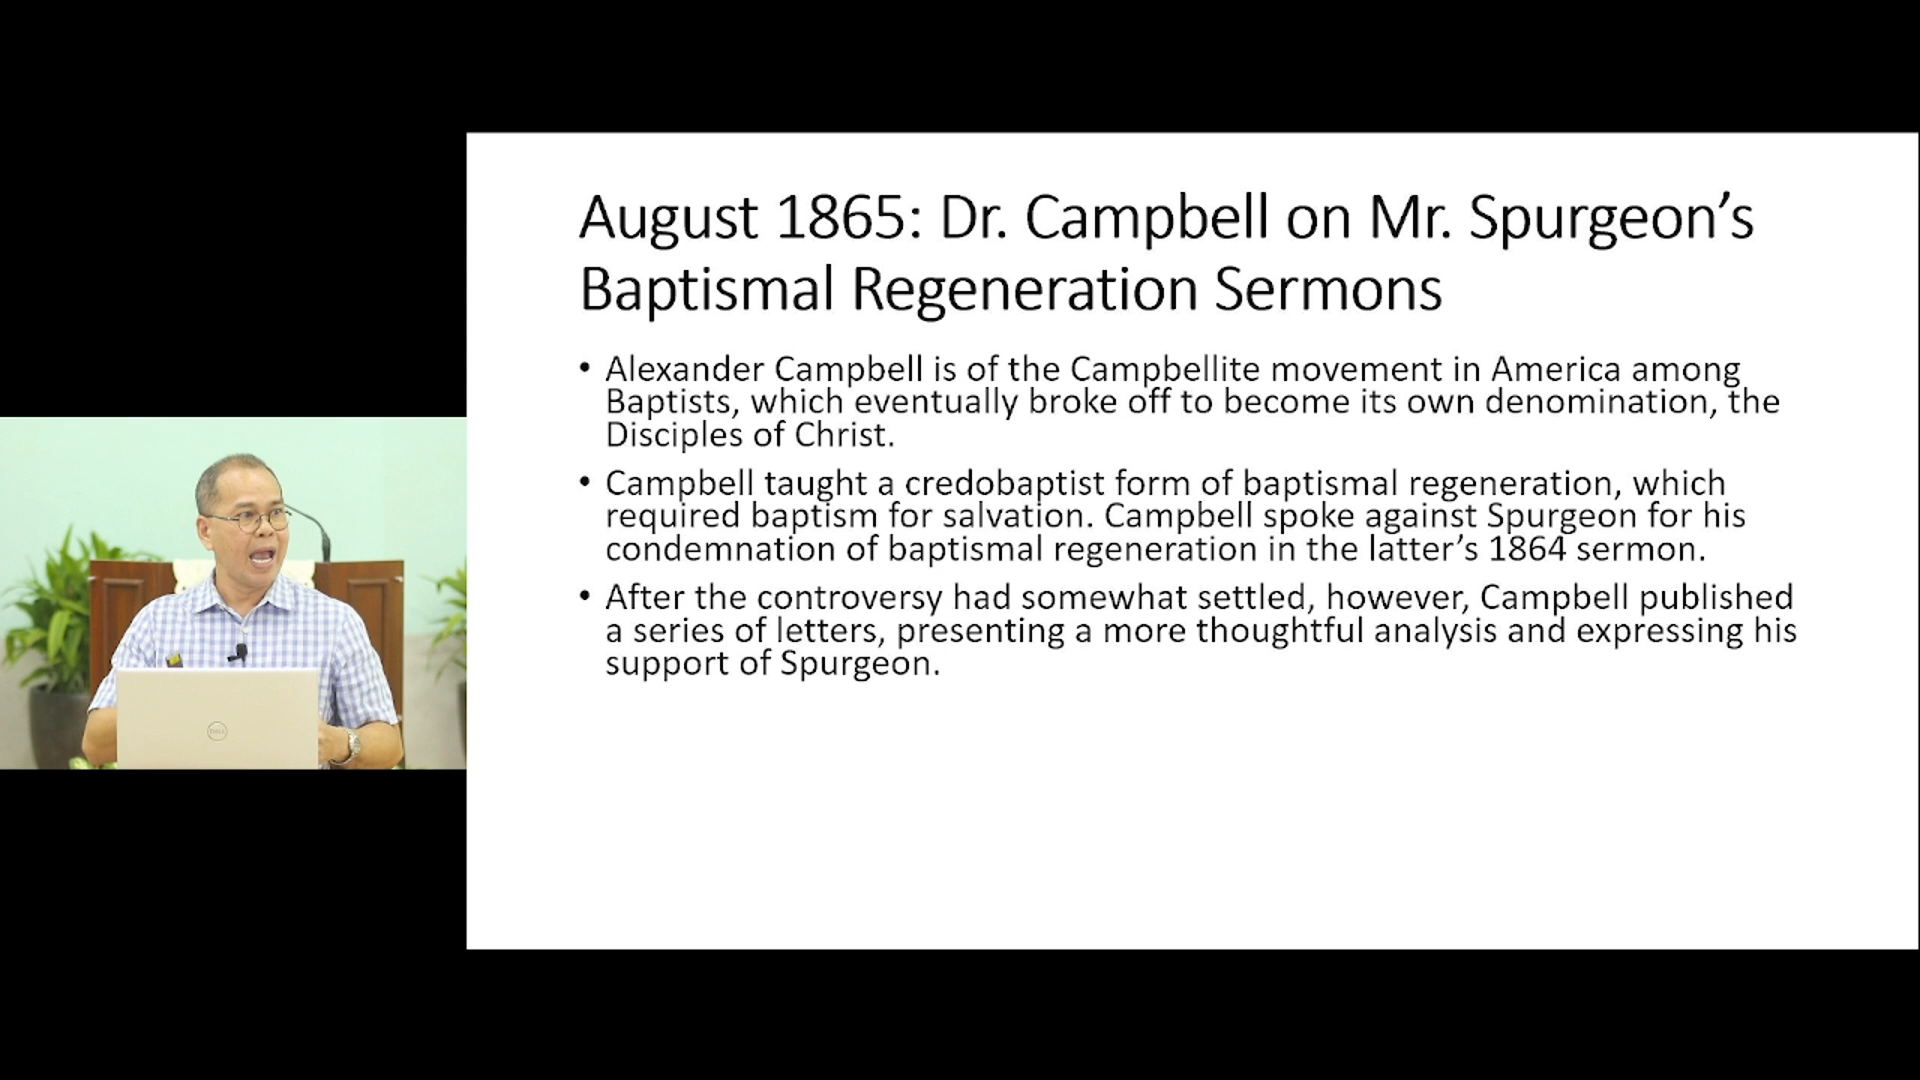 August 1865: Dr. Campbell on Mr. Spurgeon’s
Baptismal Regeneration Sermons
• Alexander Campbell is of the Campbellite movement in America among
Baptists, which eventually broke off to become its own denomination, the
Disciples of Christ.
• Campbell taught a credobaptist form of baptismal regeneration, which
required baptism for salvation. Campbell spoke against Spurgeon for his
condemnation of baptismal regeneration in the latter’s 1864 sermon.
• After the controversy had somewhat settled, however, Campbell published
a series of letters, presenting a more thoughtful analysis and expressing his
support of Spurgeon.
DELL